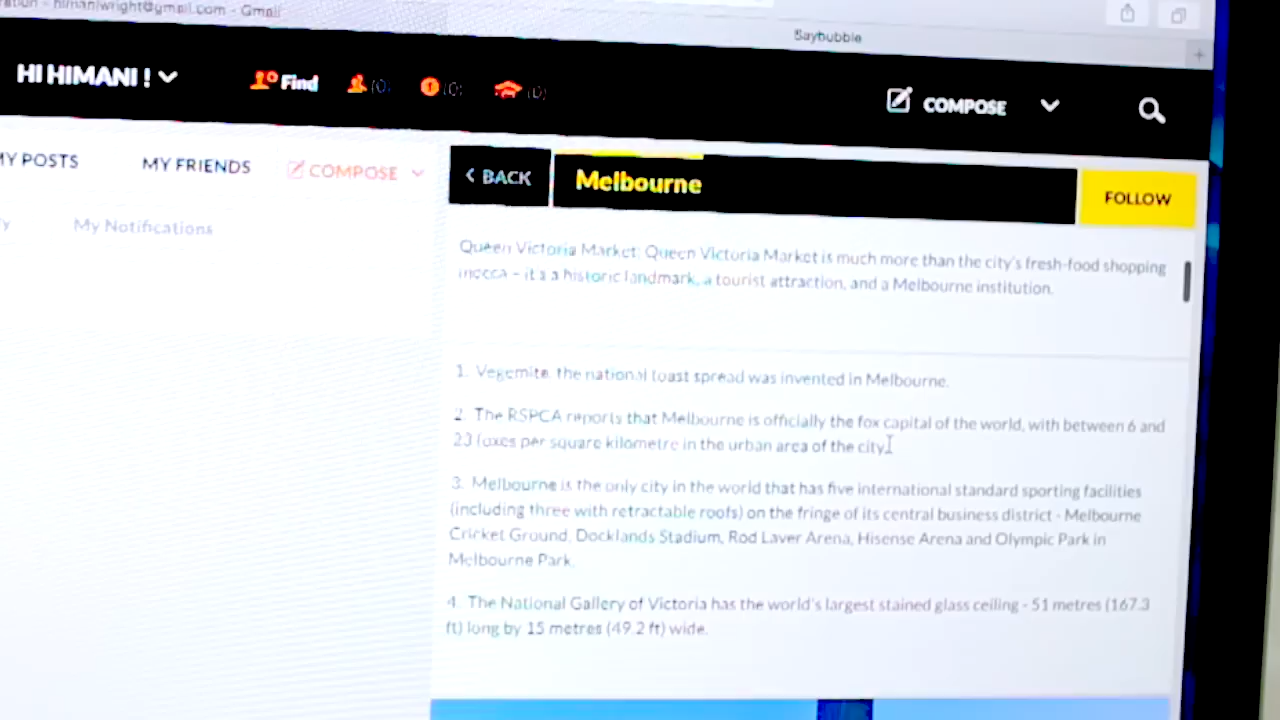 himaniwright@gmail.com - Gmail
Saybubble
HI HIMANI !
Find (0) (0) (0)
COMPOSE
MY POSTS MY FRIENDS COMPOSE
My Notifications
BACK
Melbourne
FOLLOW
Queen Victoria Market: Queen Victoria Market is much more than the city's fresh-food shopping
mecca – it's a historic landmark, a tourist attraction, and a Melbourne institution.
1. Vegemite, the national toast spread was invented in Melbourne.
2. The RSPCA reports that Melbourne is officially the fox capital of the world, with between 6 and
23 foxes per square kilometre in the urban area of the city.
3. Melbourne is the only city in the world that has five international standard sporting facilities
(including three with retractable roofs) on the fringe of its central business district - Melbourne
Cricket Ground, Docklands Stadium, Rod Laver Arena, Hisense Arena and Olympic Park in
Melbourne Park.
4. The National Gallery of Victoria has the world's largest stained glass ceiling - 51 metres (167.3
ft) long by 15 metres (49.2 ft) wide.